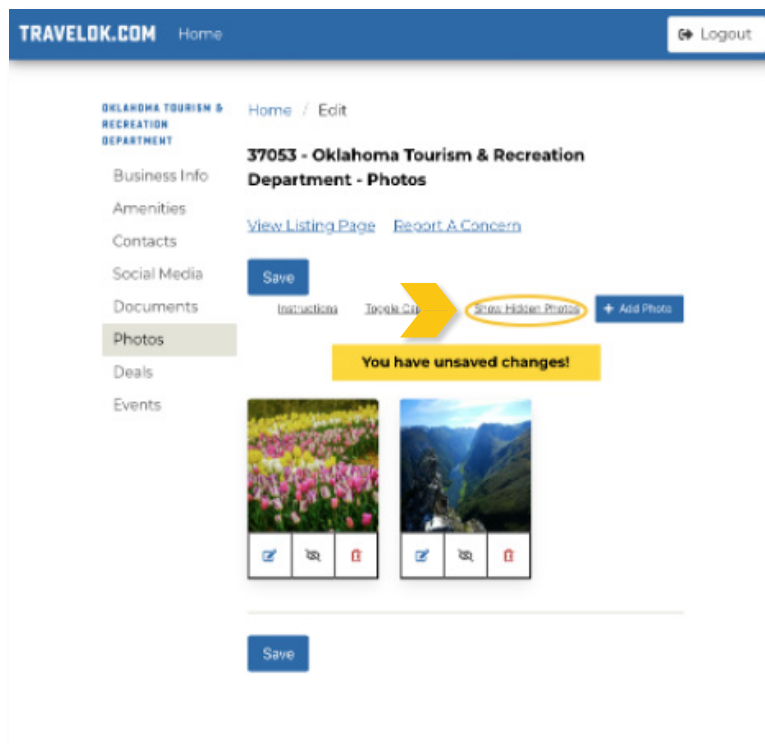 TRAVELOK.COM Home Logout
OKLAHOMA TOURISM &
RECREATION
DEPARTMENT
Business Info
Amenities
Contacts
Social Media
Documents
Photos
Deals
Events
Home / Edit
37053 - Oklahoma Tourism & Recreation
Department - Photos
View Listing Page Report A Concern
Save
Instructions Toggle Cap Show Hidden Photos + Add Photo
You have unsaved changes!
Save